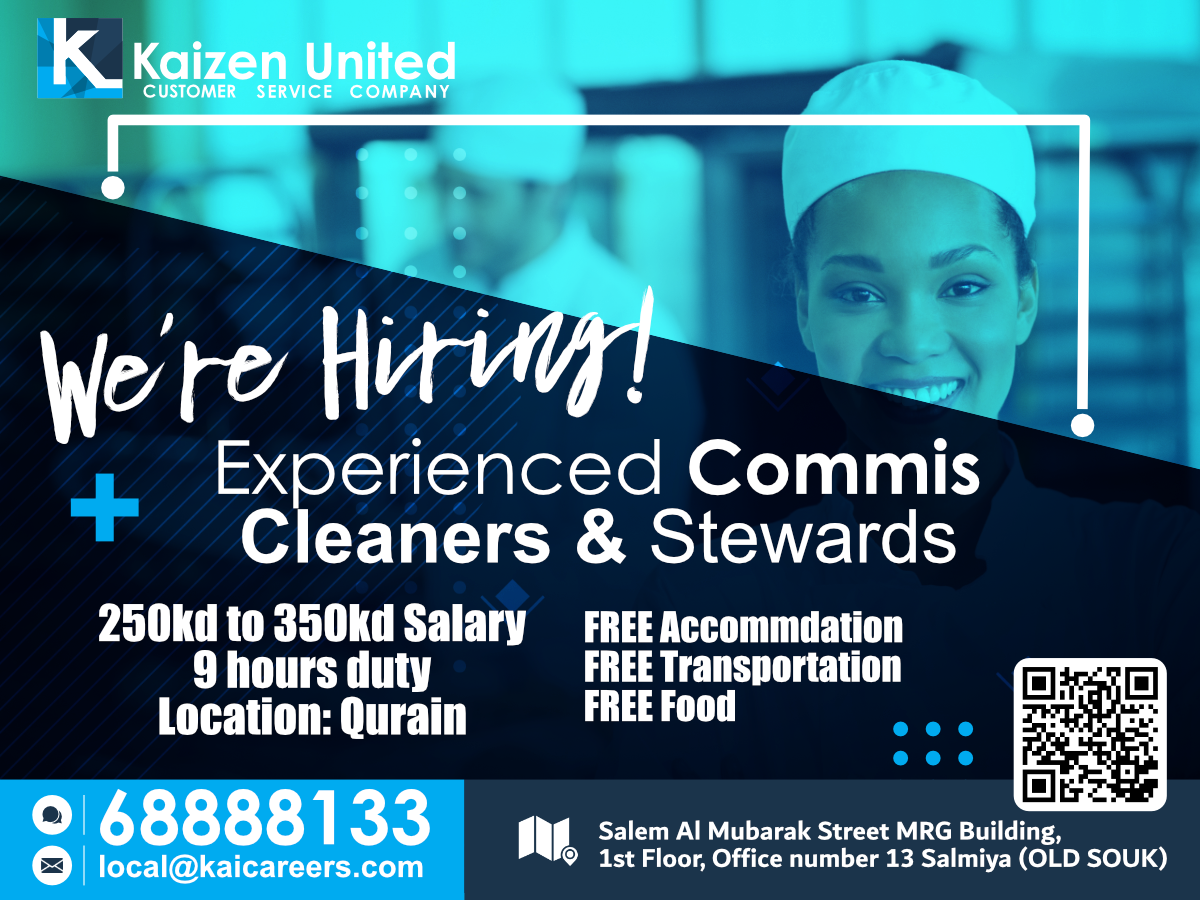 K
Kaizen United
CUSTOMER SERVICE COMPANY
We're Hiring!
Experienced Commis
Cleaners & Stewards
250kd to 350kd Salary
9 hours duty
Location: Qurain
FREE Accommdation
FREE Transportation
FREE Food
68888133
local@kaicareers.com
Salem Al Mubarak Street MRG Building,
1st Floor, Office number 13 Salmiya (OLD SOUK)